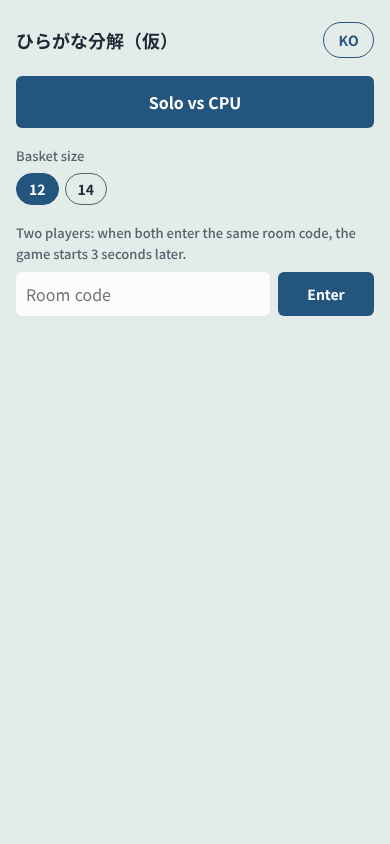 ひらがな分解（仮）
KO
Solo vs CPU
Basket size
12
14
Two players: when both enter the same room code, the
game starts 3 seconds later.
Room code
Enter